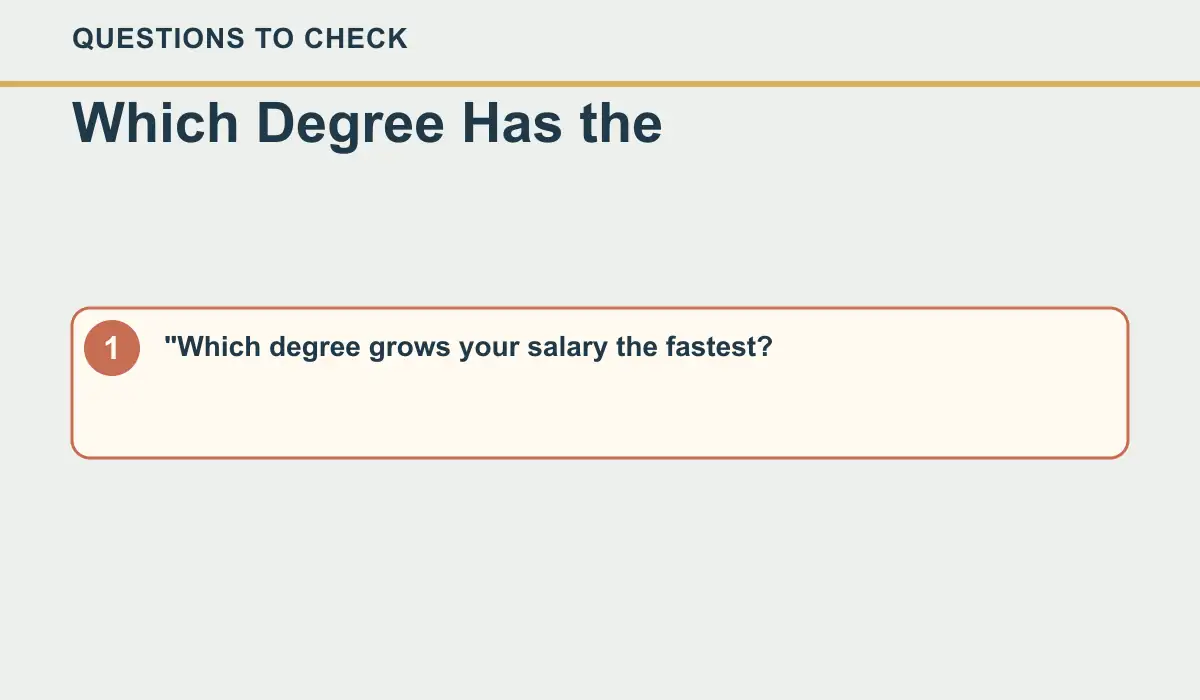 QUESTIONS TO CHECK
Which Degree Has the
1 "Which degree grows your salary the fastest?